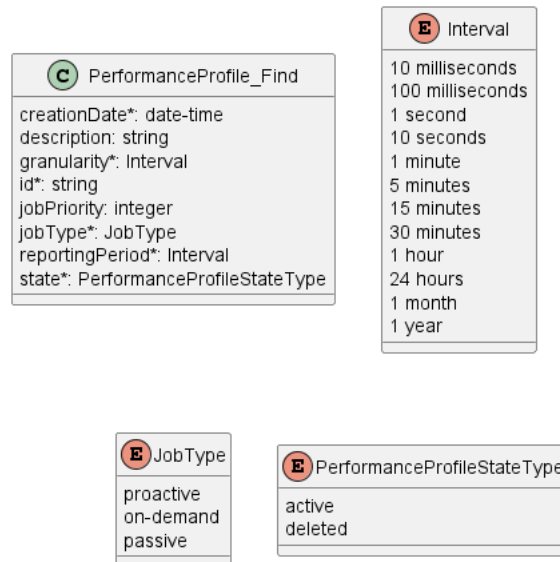 C PerformanceProfile_Find
creationDate*: date-time
description: string
granularity*: Interval
id*: string
jobPriority: integer
jobType*: JobType
reportingPeriod*: Interval
state*: PerformanceProfileStateType
E Interval
10 milliseconds
100 milliseconds
1 second
10 seconds
1 minute
5 minutes
15 minutes
30 minutes
1 hour
24 hours
1 month
1 year
E JobType
proactive
on-demand
passive
E PerformanceProfileStateType
active
deleted